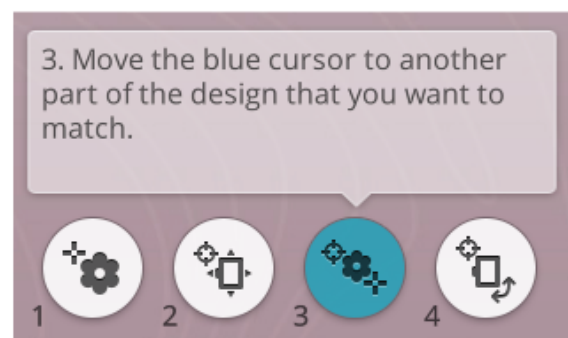 3. Move the blue cursor to another
part of the design that you want to
match.
1
2
3
4